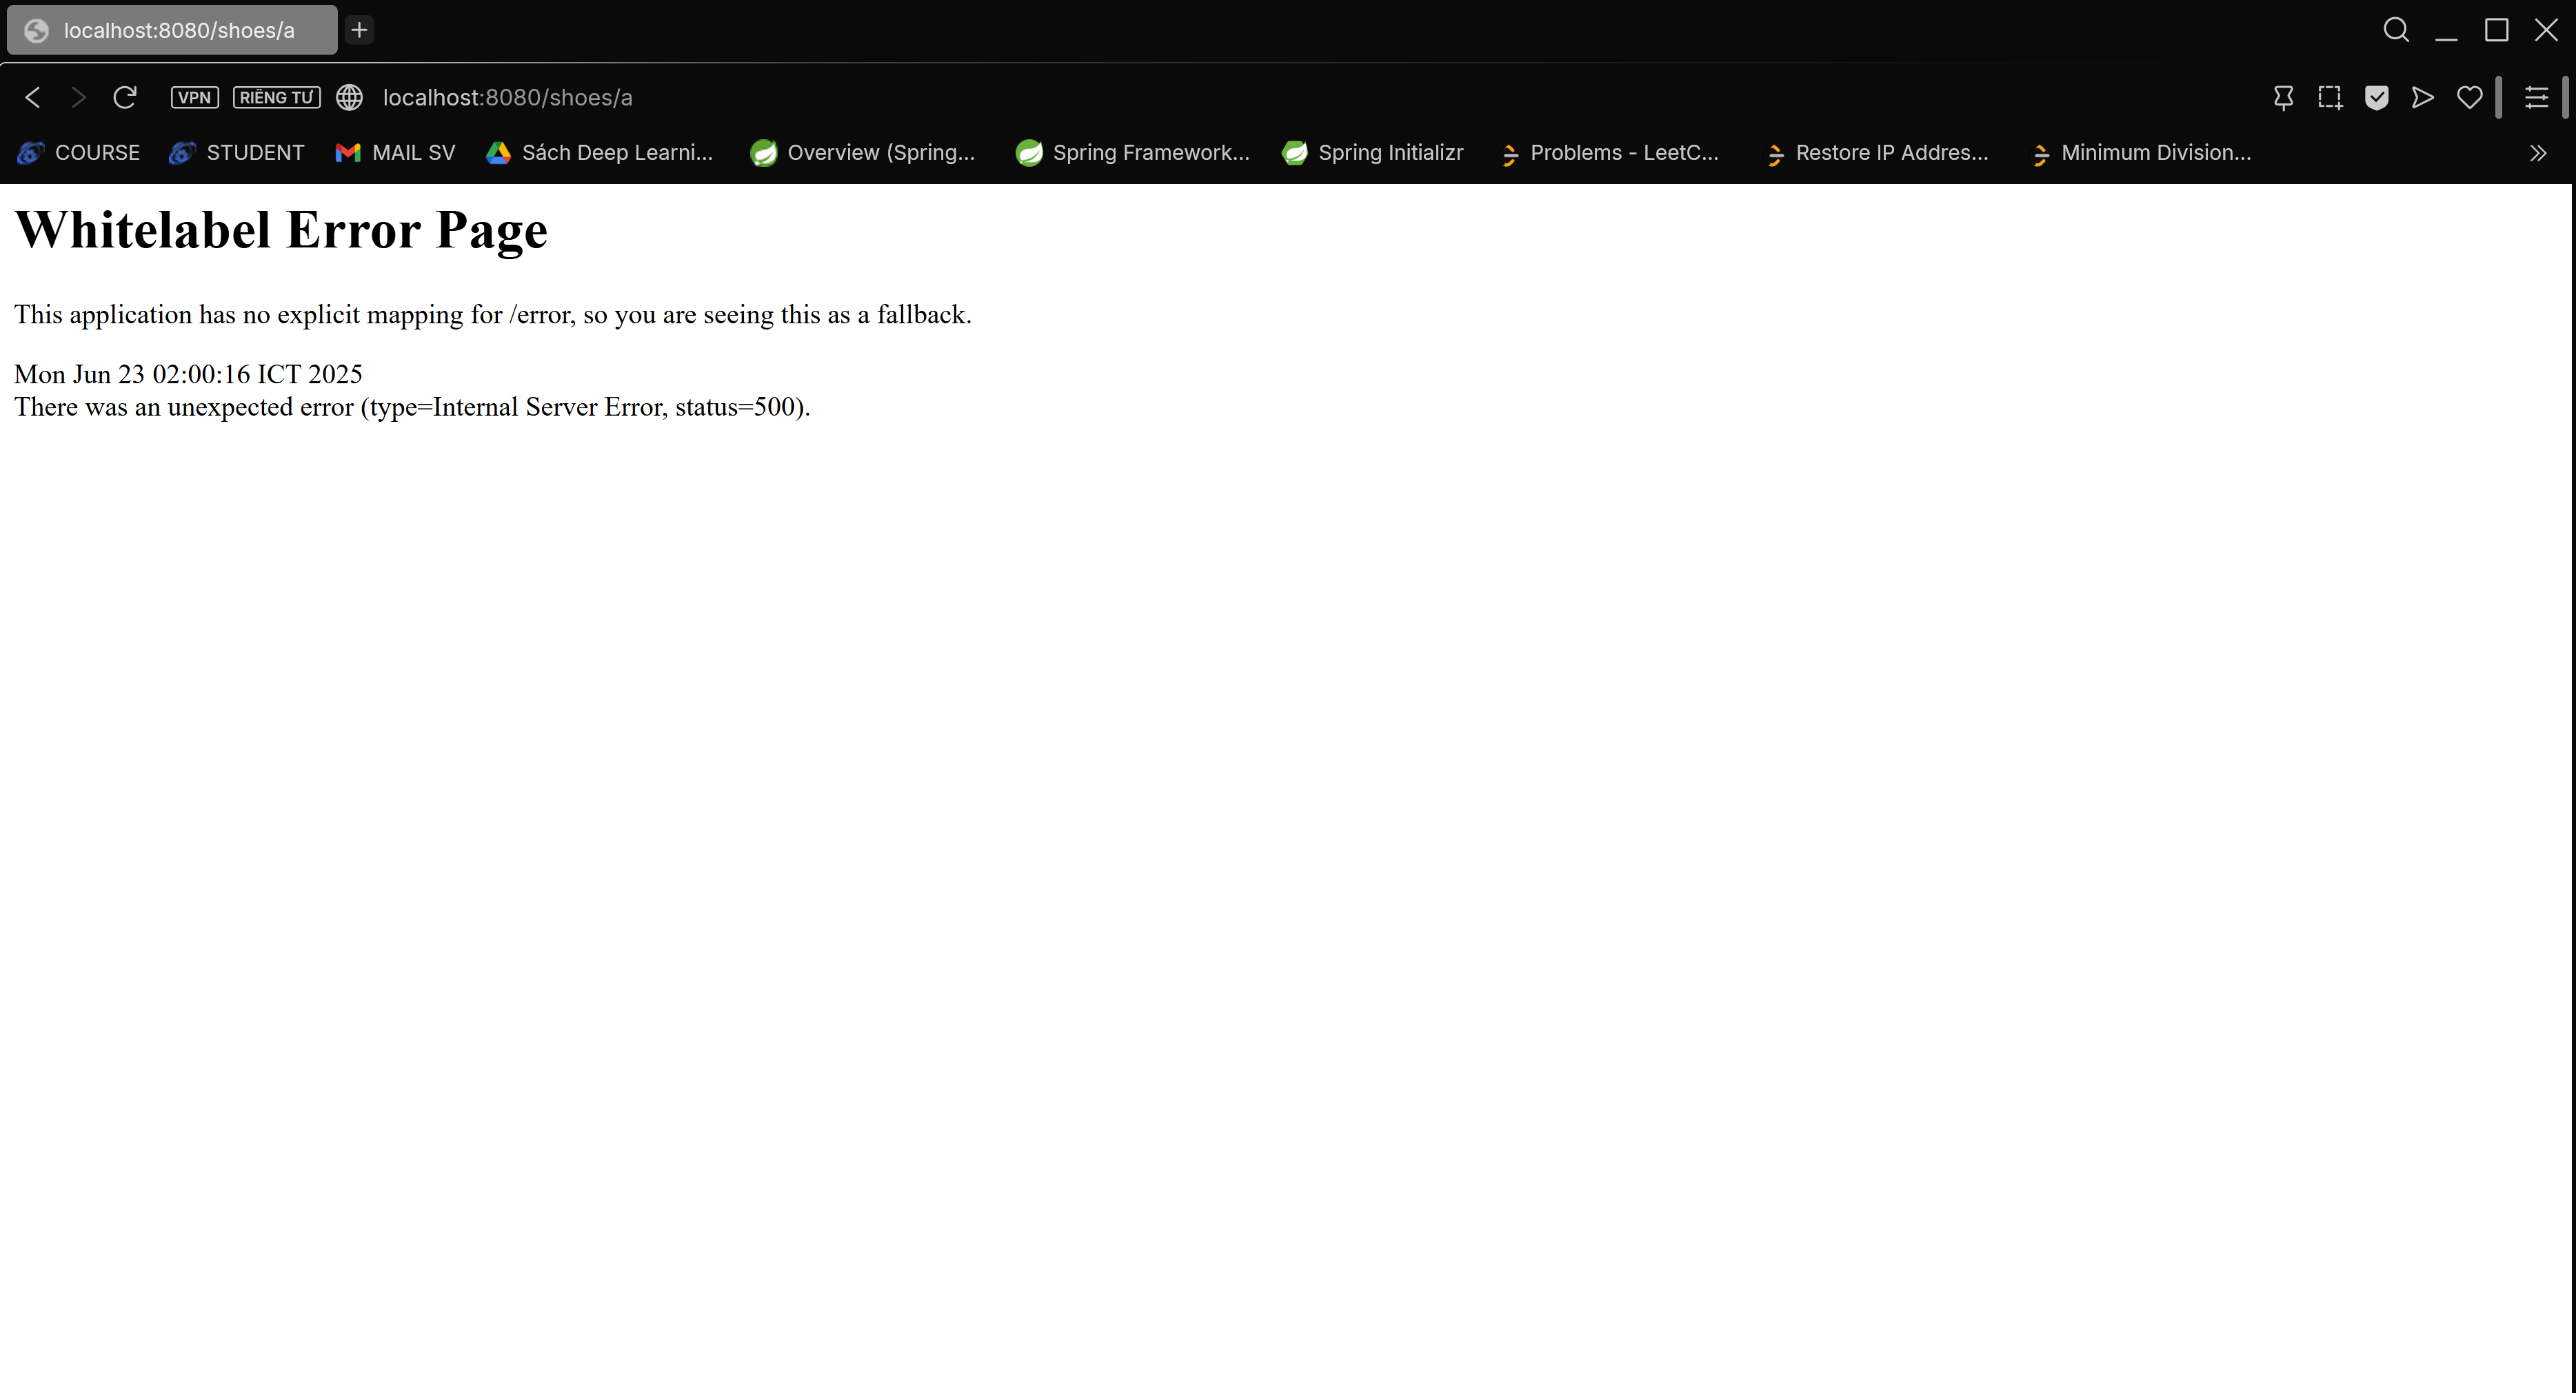 localhost:8080/shoes/a
VPN RIÊNG TƯ localhost:8080/shoes/a
COURSE STUDENT MAIL SV Sách Deep Learni... Overview (Spring... Spring Framework... Spring Initializr Problems - LeetC... Restore IP Addres... Minimum Division...
Whitelabel Error Page
This application has no explicit mapping for /error, so you are seeing this as a fallback.
Mon Jun 23 02:00:16 ICT 2025
There was an unexpected error (type=Internal Server Error, status=500).